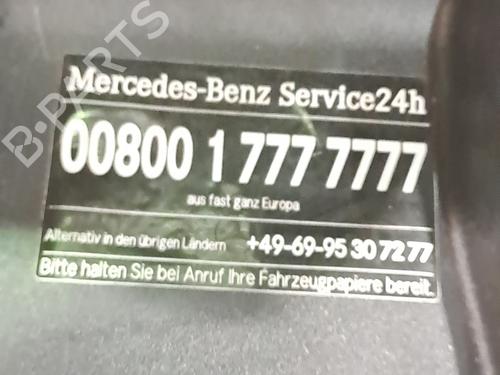 B-PARTS
Mercedes-Benz Service24h
00800 1 777 7777
aus fast ganz Europa
Alternativ in den übrigen Ländern +49-69-95 30 72 77
Bitte halten Sie bei Anruf Ihre Fahrzeugpapiere bereit.